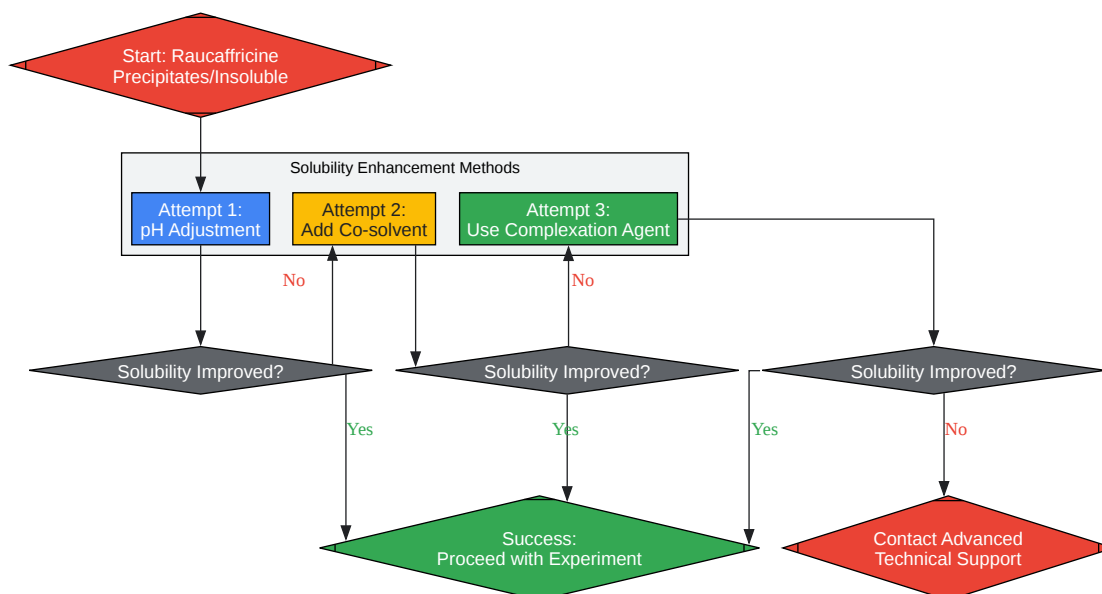 Start: Raucaffricine
Precipitates/Insoluble
Solubility Enhancement Methods
Attempt 1:
pH Adjustment
Attempt 2:
Add Co-solvent
Attempt 3:
Use Complexation Agent
No
No
Solubility Improved?
Solubility Improved?
Solubility Improved?
Yes
Yes
Yes
No
Success:
Proceed with Experiment
Contact Advanced
Technical Support